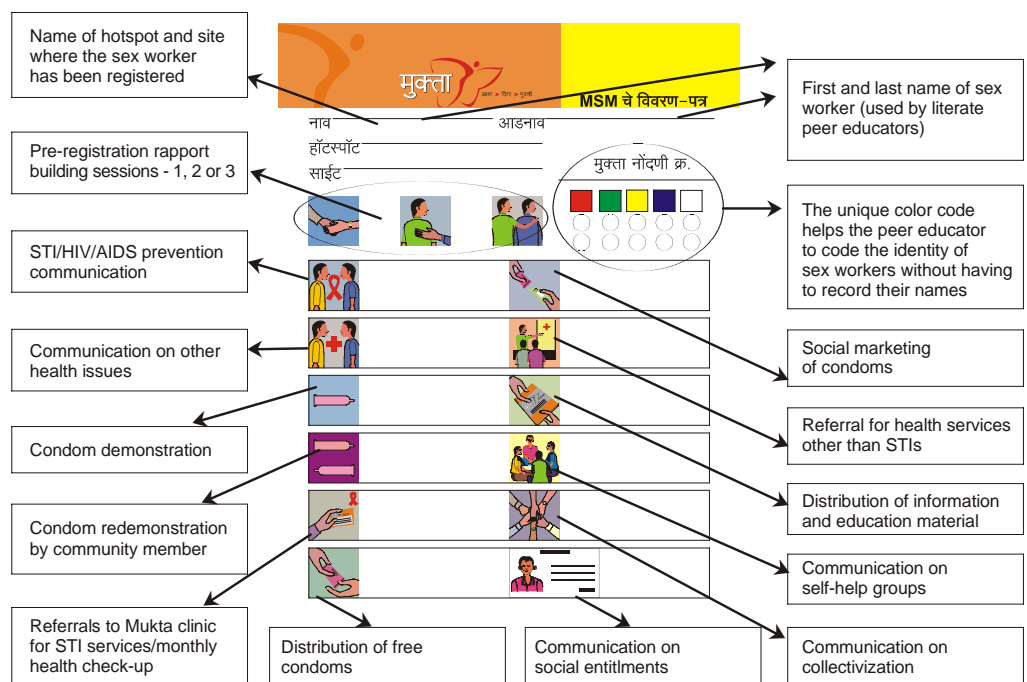 Name of hotspot and site
where the sex worker
has been registered
Pre-registration rapport
building sessions - 1, 2 or 3
STI/HIV/AIDS prevention
communication
Communication on other
health issues
Condom demonstration
Condom redemonstration
by community member
Referrals to Mukta clinic
for STI services/monthly
health check-up
मुक्ता
MSM चे विवरण-पत्र
नाव
आडनाव
हॉटस्पॉट
साईट
मुक्ता नोंदणी क्र.
Distribution of free
condoms
Communication on
social entitlments
First and last name of sex
worker (used by literate
peer educators)
The unique color code
helps the peer educator
to code the identity of
sex workers without having
to record their names
Social marketing
of condoms
Referral for health services
other than STIs
Distribution of information
and education material
Communication on
self-help groups
Communication on
collectivization